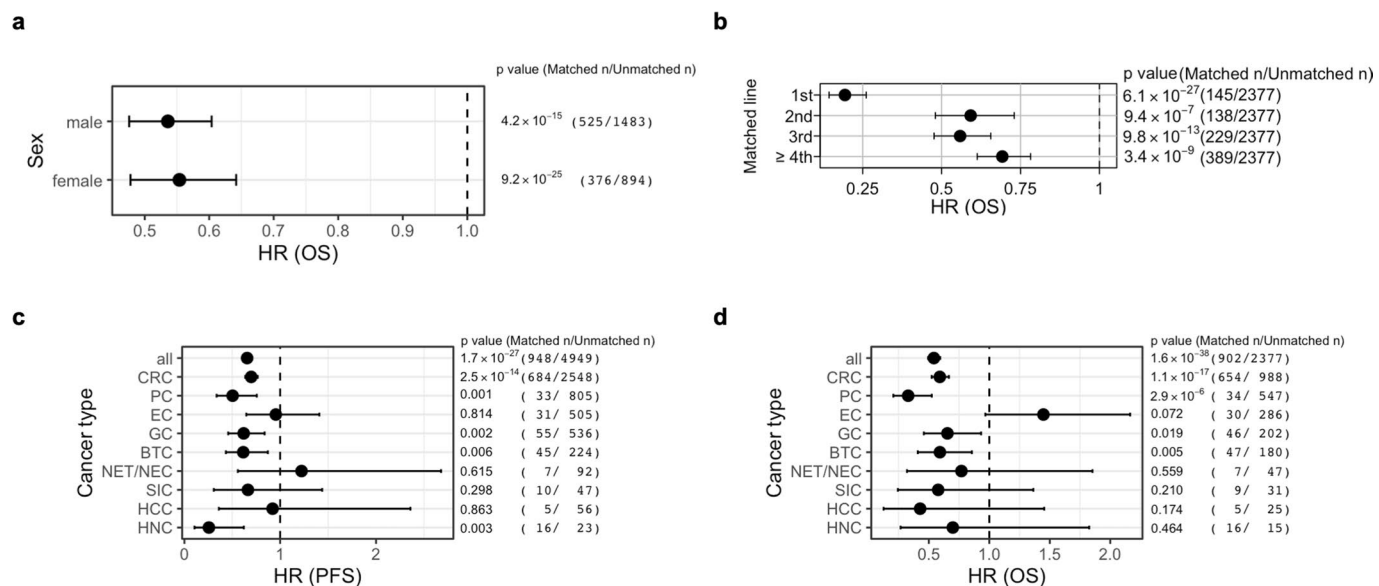 a
p value (Matched n/Unmatched n)
Sex
male
4.2 × 10⁻¹⁵ (525/1483)
female
9.2 × 10⁻²⁵ (376/894)
0.5 0.6 0.7 0.8 0.9 1.0
HR (OS)
b
p value (Matched n/Unmatched n)
Matched line
1st
6.1 × 10⁻²⁷ (145/2377)
2nd
9.4 × 10⁻⁷ (138/2377)
3rd
9.8 × 10⁻¹³ (229/2377)
≥ 4th
3.4 × 10⁻⁹ (389/2377)
0.25 0.5 0.75 1
HR (OS)
c
p value (Matched n/Unmatched n)
Cancer type
all 1.7 × 10⁻²⁷ (948/4949)
CRC 2.5 × 10⁻¹⁴ (684/2548)
PC 0.001 ( 33/ 805)
EC 0.814 ( 31/ 505)
GC 0.002 ( 55/ 536)
BTC 0.006 ( 45/ 224)
NET/NEC 0.615 ( 7/ 92)
SIC 0.298 ( 10/ 47)
HCC 0.863 ( 5/ 56)
HNC 0.003 ( 16/ 23)
0 1 2
HR (PFS)
d
p value (Matched n/Unmatched n)
Cancer type
all 1.6 × 10⁻³⁸ (902/2377)
CRC 1.1 × 10⁻¹⁷ (654/ 988)
PC 2.9 × 10⁻⁶ ( 34/ 547)
EC 0.072 ( 30/ 286)
GC 0.019 ( 46/ 202)
BTC 0.005 ( 47/ 180)
NET/NEC 0.559 ( 7/ 47)
SIC 0.210 ( 9/ 31)
HCC 0.174 ( 5/ 25)
HNC 0.464 ( 16/ 15)
0.5 1.0 1.5 2.0
HR (OS)